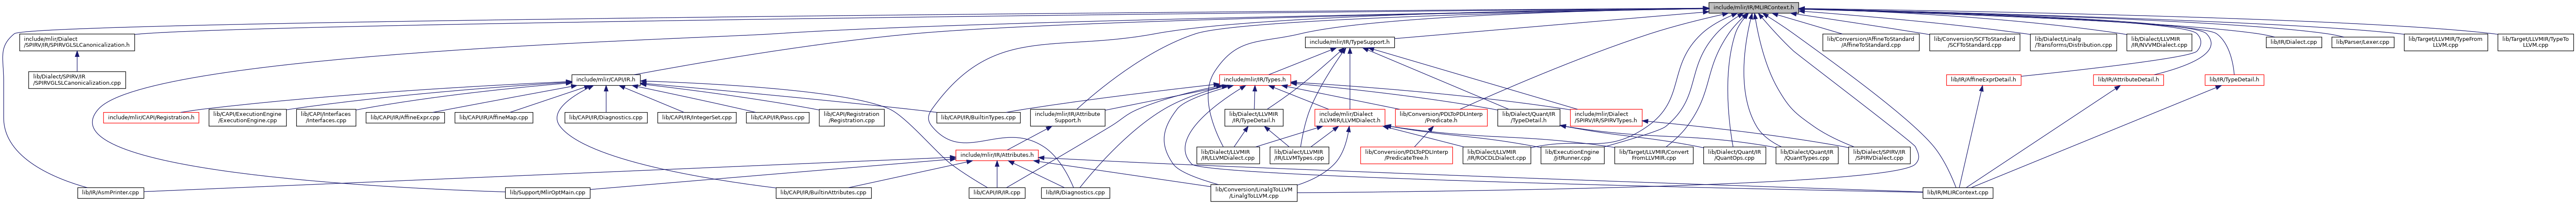 include/mlir/IR/MLIRContext.h
include/mlir/Dialect
/SPIRV/IR/SPIRVGLSLCanonicalization.h
include/mlir/IR/TypeSupport.h
lib/Conversion/AffineToStandard
/AffineToStandard.cpp
lib/Conversion/SCFToStandard
/SCFToStandard.cpp
lib/Dialect/Linalg
/Transforms/Distribution.cpp
lib/Dialect/LLVMIR
/IR/NVVMDialect.cpp
lib/IR/Dialect.cpp
lib/Parser/Lexer.cpp
lib/Target/LLVMIR/TypeFrom
LLVM.cpp
lib/Target/LLVMIR/TypeTo
LLVM.cpp
lib/Dialect/SPIRV/IR
/SPIRVGLSLCanonicalization.cpp
include/mlir/CAPI/IR.h
include/mlir/IR/Types.h
lib/IR/AffineExprDetail.h
lib/IR/AttributeDetail.h
lib/IR/TypeDetail.h
include/mlir/CAPI/Registration.h
lib/CAPI/ExecutionEngine
/ExecutionEngine.cpp
lib/CAPI/Interfaces
/Interfaces.cpp
lib/CAPI/IR/AffineExpr.cpp
lib/CAPI/IR/AffineMap.cpp
lib/CAPI/IR/Diagnostics.cpp
lib/CAPI/IR/IntegerSet.cpp
lib/CAPI/IR/Pass.cpp
lib/CAPI/Registration
/Registration.cpp
lib/CAPI/IR/BuiltinTypes.cpp
include/mlir/IR/Attribute
Support.h
lib/Dialect/LLVMIR
/IR/TypeDetail.h
include/mlir/Dialect
/LLVMIR/LLVMDialect.h
lib/Conversion/PDLToPDLInterp
/Predicate.h
lib/Dialect/Quant/IR
/TypeDetail.h
include/mlir/Dialect
/SPIRV/IR/SPIRVTypes.h
include/mlir/IR/Attributes.h
lib/Dialect/LLVMIR
/IR/LLVMDialect.cpp
lib/Dialect/LLVMIR
/IR/LLVMTypes.cpp
lib/Conversion/PDLToPDLInterp
/PredicateTree.h
lib/Dialect/LLVMIR
/IR/ROCDLDialect.cpp
lib/ExecutionEngine
/JitRunner.cpp
lib/Target/LLVMIR/Convert
FromLLVMIR.cpp
lib/Dialect/Quant/IR
/QuantOps.cpp
lib/Dialect/Quant/IR
/QuantTypes.cpp
lib/Dialect/SPIRV/IR
/SPIRVDialect.cpp
lib/IR/AsmPrinter.cpp
lib/Support/MlirOptMain.cpp
lib/CAPI/IR/BuiltinAttributes.cpp
lib/CAPI/IR/IR.cpp
lib/IR/Diagnostics.cpp
lib/Conversion/LinalgToLLVM
/LinalgToLLVM.cpp
lib/IR/MLIRContext.cpp